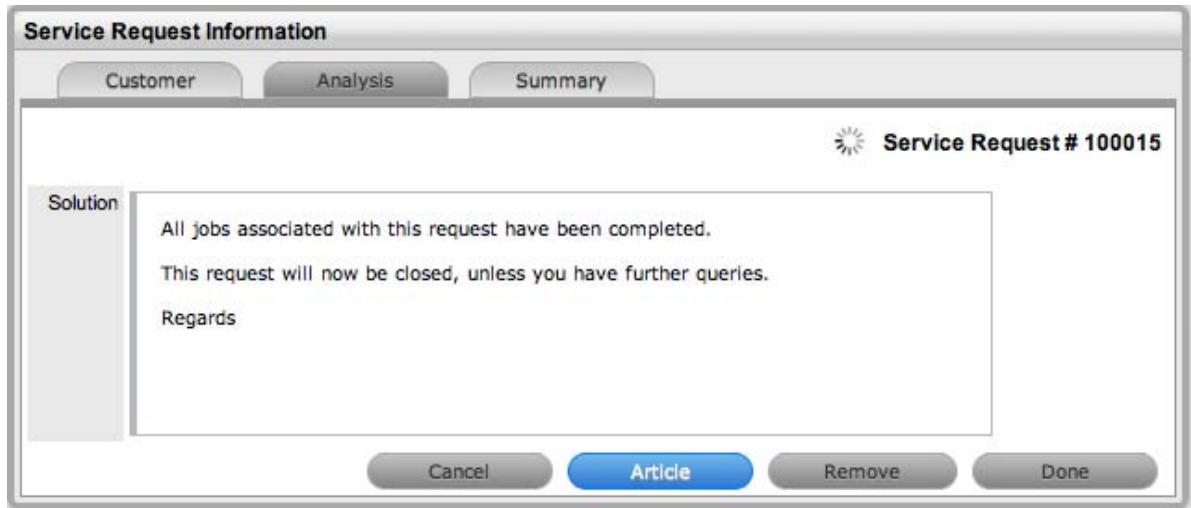 Service Request Information
Customer Analysis Summary
Service Request # 100015
Solution
All jobs associated with this request have been completed.
This request will now be closed, unless you have further queries.
Regards
Cancel Article Remove Done